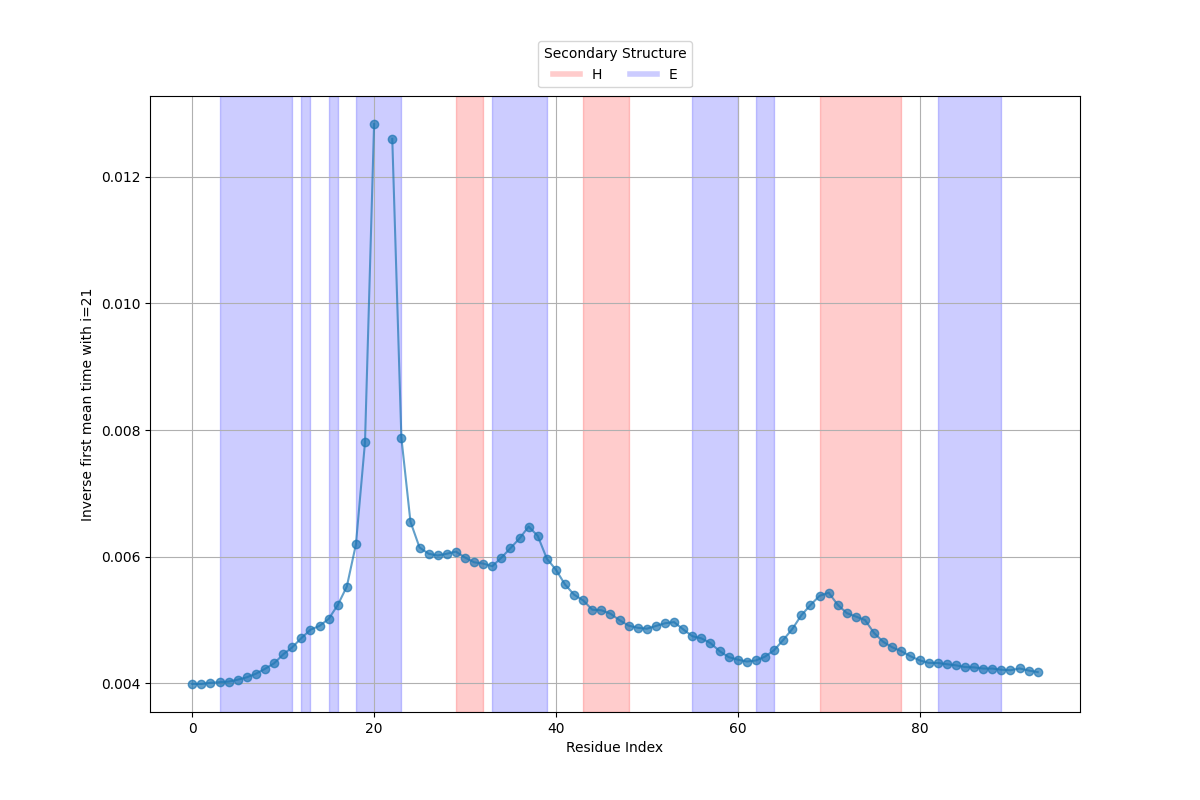 Secondary Structure
H E
0.012
0.010
0.008
0.006
0.004
Inverse first mean time with i=21
0 20 40 60 80
Residue Index